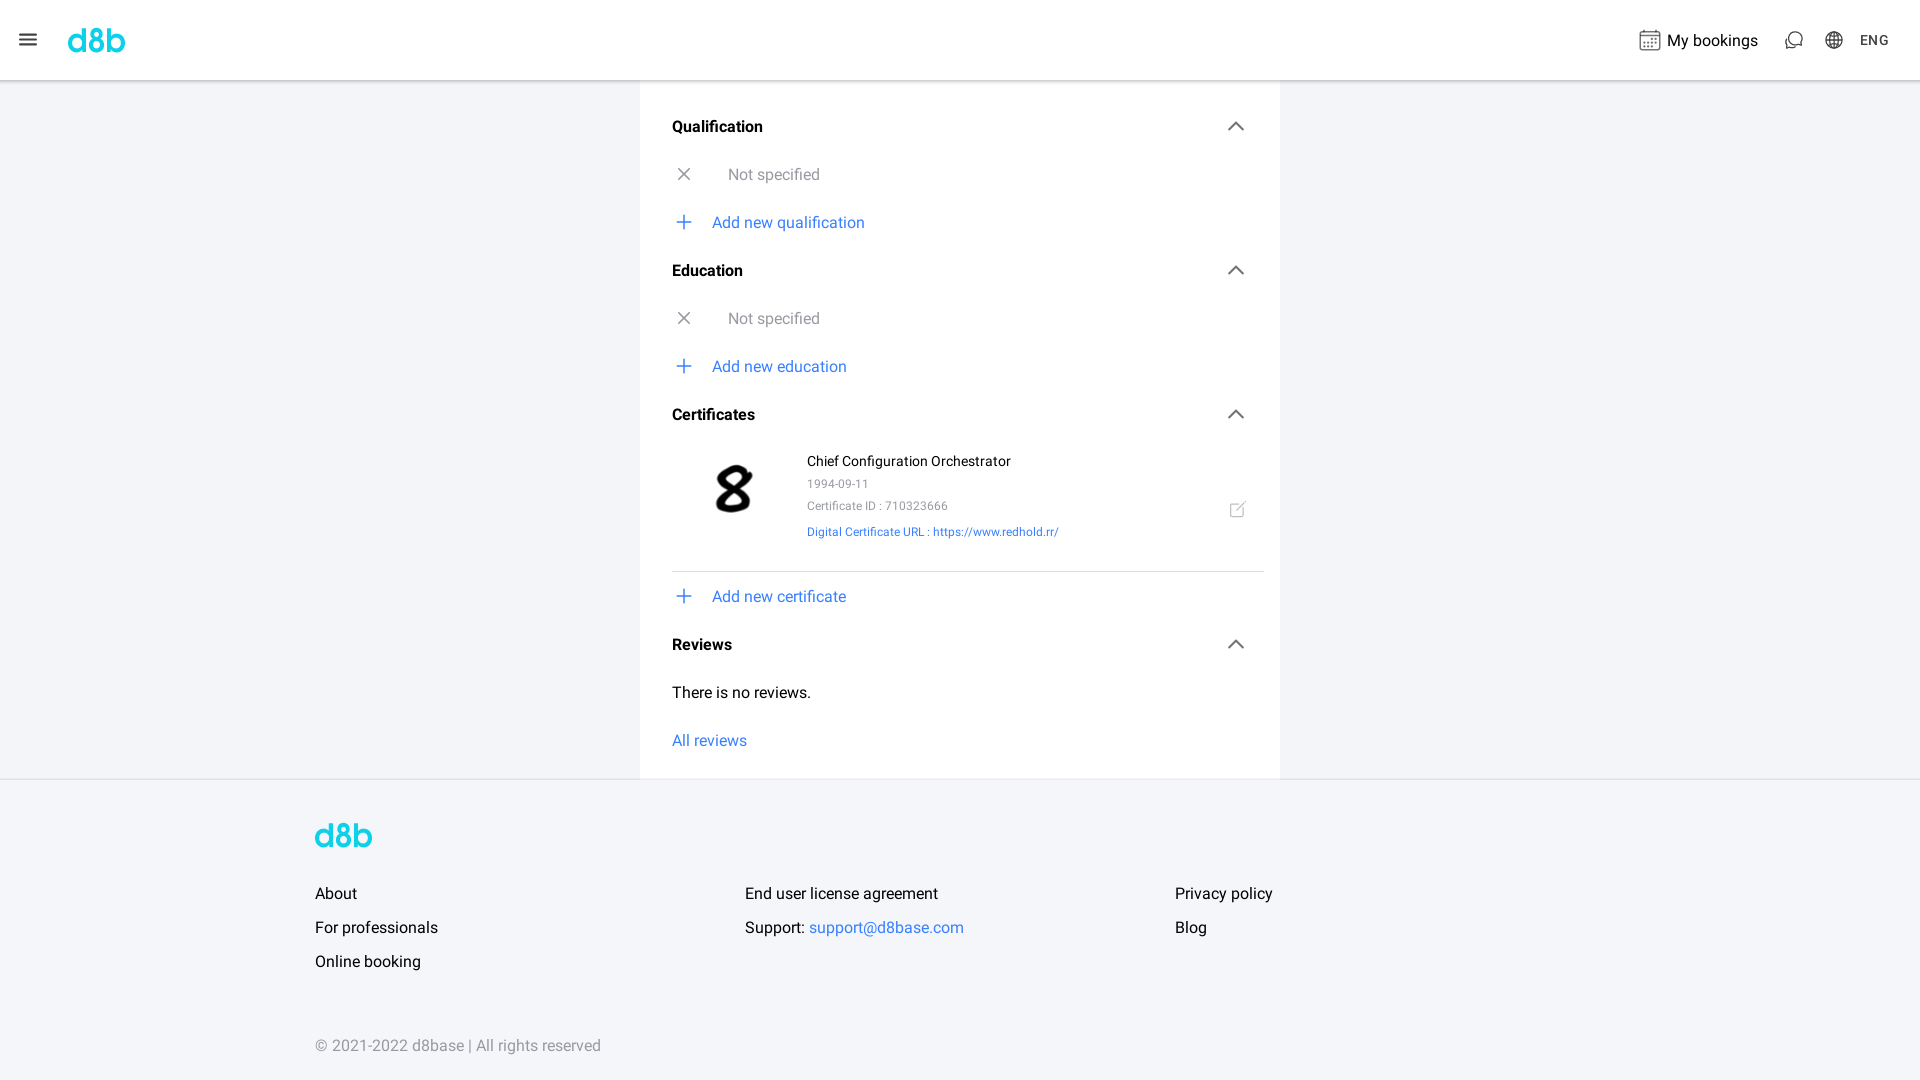 d8b
My bookings
ENG
Qualification
Not specified
Add new qualification
Education
Not specified
Add new education
Certificates
8
Chief Configuration Orchestrator
1994-09-11
Certificate ID : 710323666
Digital Certificate URL : https://www.redhold.rr/
Add new certificate
Reviews
There is no reviews.
All reviews
d8b
About
End user license agreement
Privacy policy
For professionals
Support: support@d8base.com
Blog
Online booking
© 2021-2022 d8base | All rights reserved